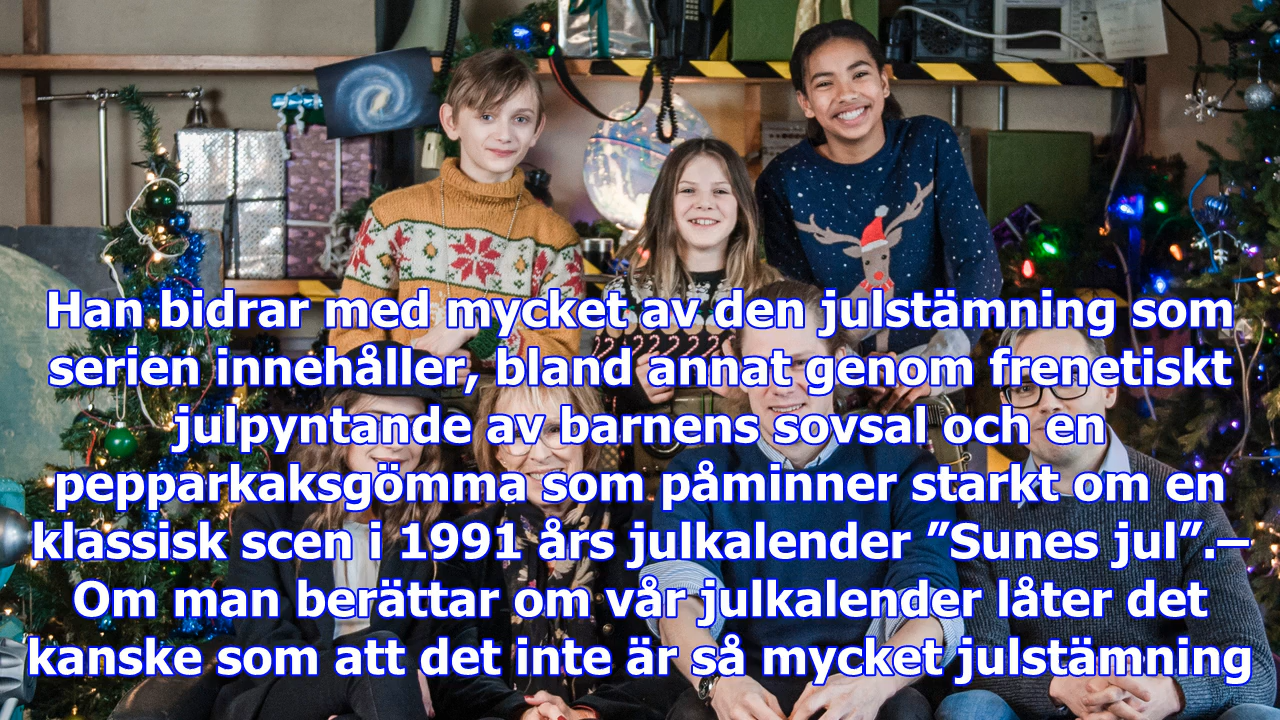 Han bidrar med mycket av den julstämning som
serien innehåller, bland annat genom frenetiskt
julpyntande av barnens sovsal och en
pepparkaksgömma som påminner starkt om en
klassisk scen i 1991 års julkalender ”Sunes jul”.–
Om man berättar om vår julkalender låter det
kanske som att det inte är så mycket julstämning